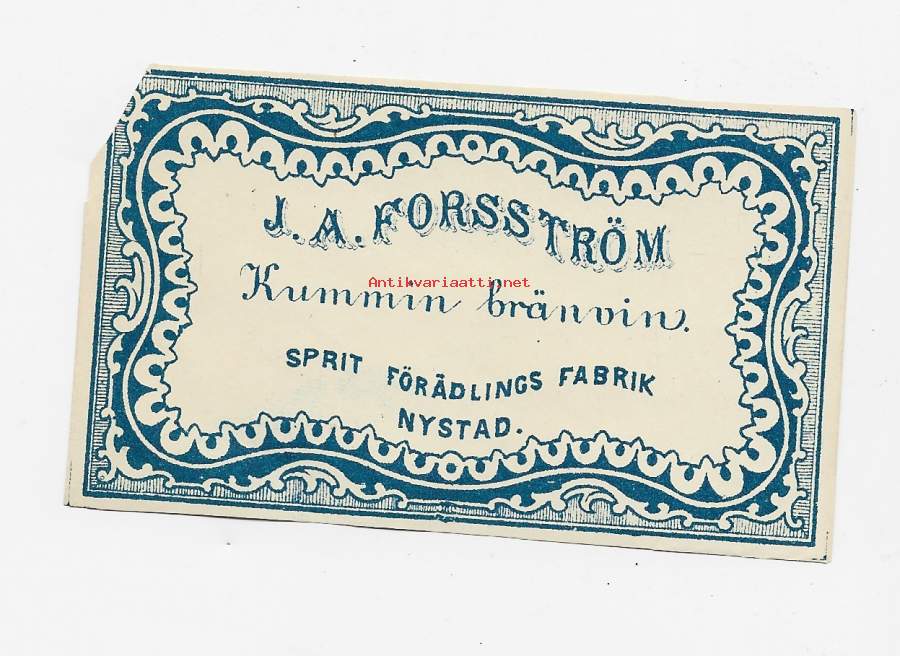 J. A. FORSSTRÖM
Antikvariaatti.net
Kummin bränvin.
SPRIT FÖRÄDLINGS FABRIK
NYSTAD.